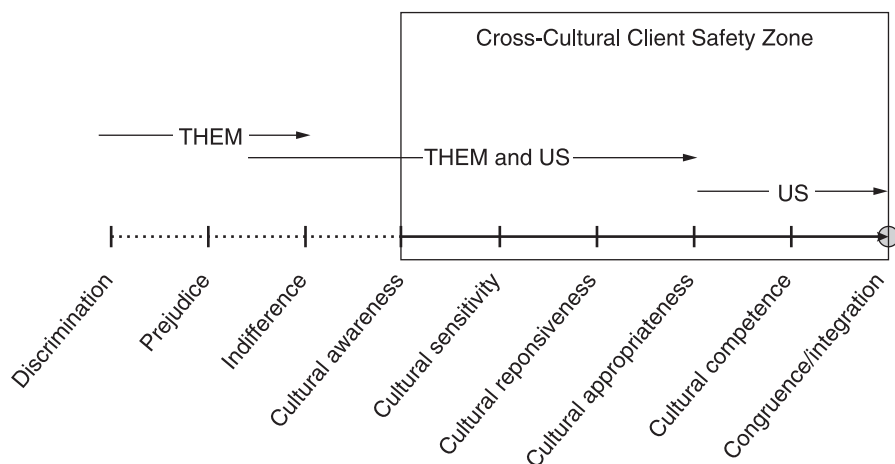 Cross-Cultural Client Safety Zone
THEM
THEM and US
US
Discrimination
Prejudice
Indifference
Cultural awareness
Cultural sensitivity
Cultural reponsiveness
Cultural appropriateness
Cultural competence
Congruence/integration